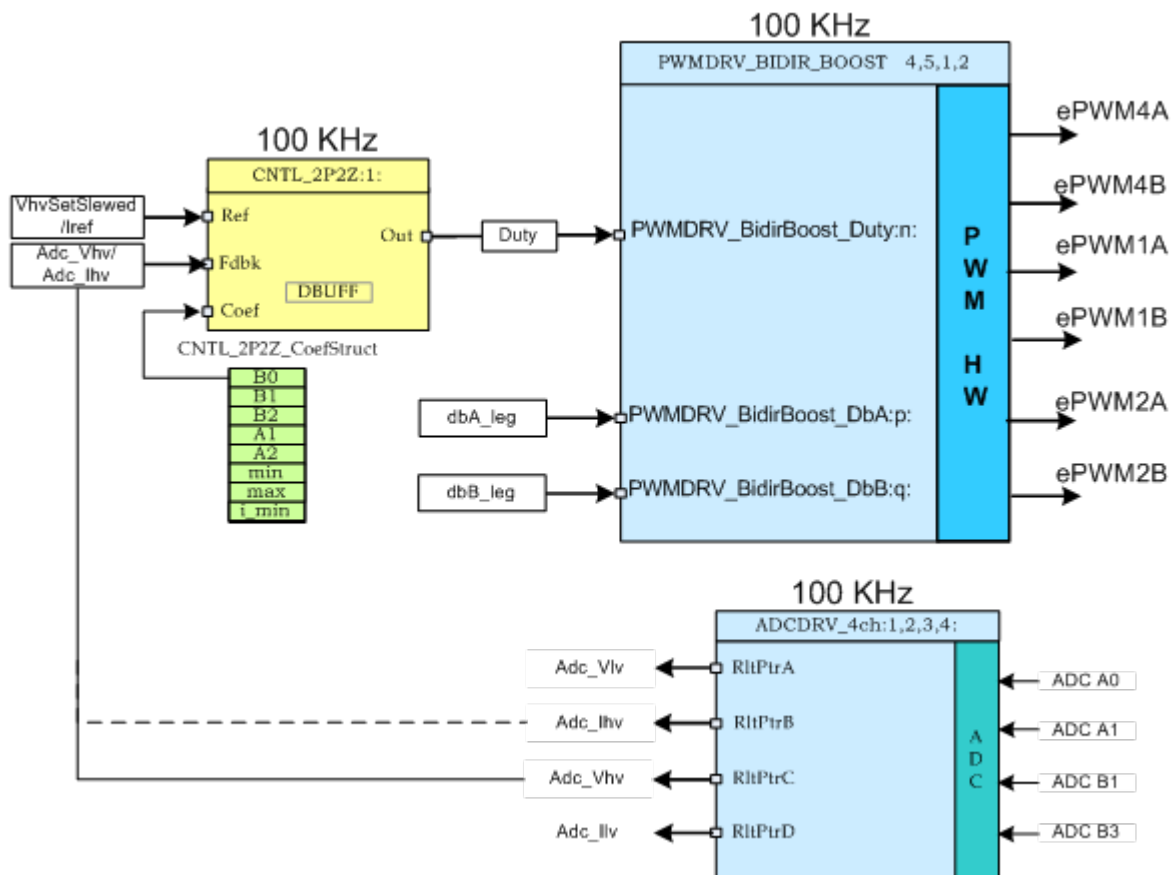 100 KHz
PWMDRV_BIDIR_BOOST 4,5,1,2
ePWM4A
100 KHz
CNTL_2P2Z:1:
ePWM4B
VhvSetSlewed
/Iref
Ref
Out
Duty
PWMDRV_BidirBoost_Duty:n:
PWM HW
ePWM1A
Adc_Vhv/
Adc_Ihv
Fdbk
DBUFF
Coef
ePWM1B
CNTL_2P2Z_CoefStruct
B0
B1
B2
A1
A2
min
max
i_min
dbA_leg
PWMDRV_BidirBoost_DbA:p:
ePWM2A
dbB_leg
PWMDRV_BidirBoost_DbB:q:
ePWM2B
100 KHz
ADCDRV_4ch:1,2,3,4:
Adc_Vlv
RltPtrA
ADC A0
Adc_Ihv
RltPtrB
ADC A1
ADC
Adc_Vhv
RltPtrC
ADC B1
Adc_Ilv
RltPtrD
ADC B3